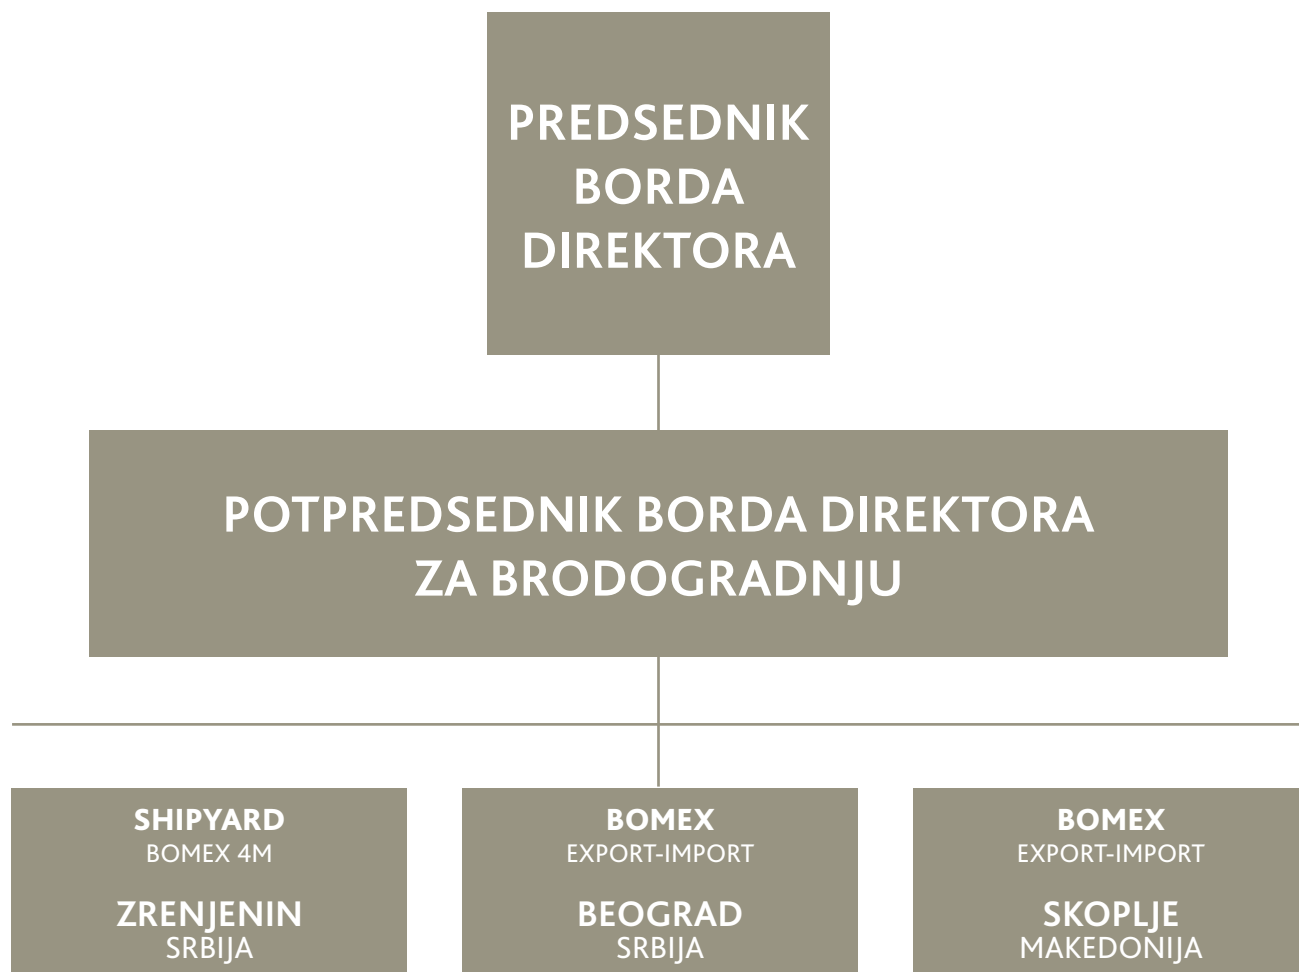 PREDSEDNIK
BORDA
DIREKTORA
POTPREDSEDNIK BORDA DIREKTORA
ZA BRODOGRADNJU
SHIPYARD
BOMEX 4M
ZRENJENIN
SRBIJA
BOMEX
EXPORT-IMPORT
BEOGRAD
SRBIJA
BOMEX
EXPORT-IMPORT
SKOPLJE
MAKEDONIJA